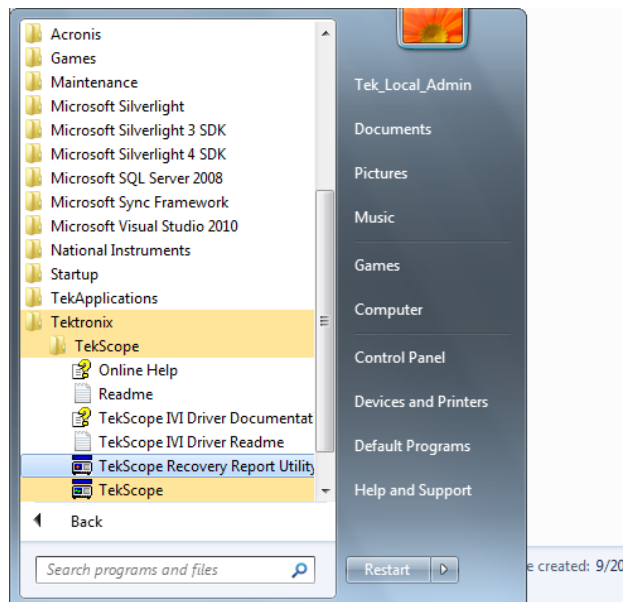 Acronis
Games
Maintenance
Microsoft Silverlight
Microsoft Silverlight 3 SDK
Microsoft Silverlight 4 SDK
Microsoft SQL Server 2008
Microsoft Sync Framework
Microsoft Visual Studio 2010
National Instruments
Startup
TekApplications
Tektronix
TekScope
Online Help
Readme
TekScope IVI Driver Documentat
TekScope IVI Driver Readme
TekScope Recovery Report Utility
TekScope
Back
Search programs and files
Tek_Local_Admin
Documents
Pictures
Music
Games
Computer
Control Panel
Devices and Printers
Default Programs
Help and Support
Restart
e created: 9/20